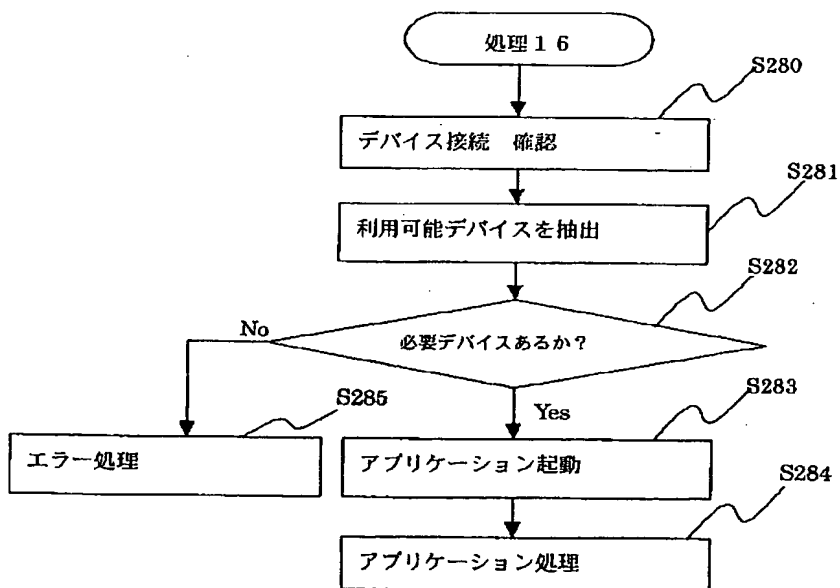 処理１６
S280
デバイス接続　確認
S281
利用可能デバイスを抽出
S282
必要デバイスあるか？
No
Yes
S283
S285
エラー処理
アプリケーション起動
S284
アプリケーション処理